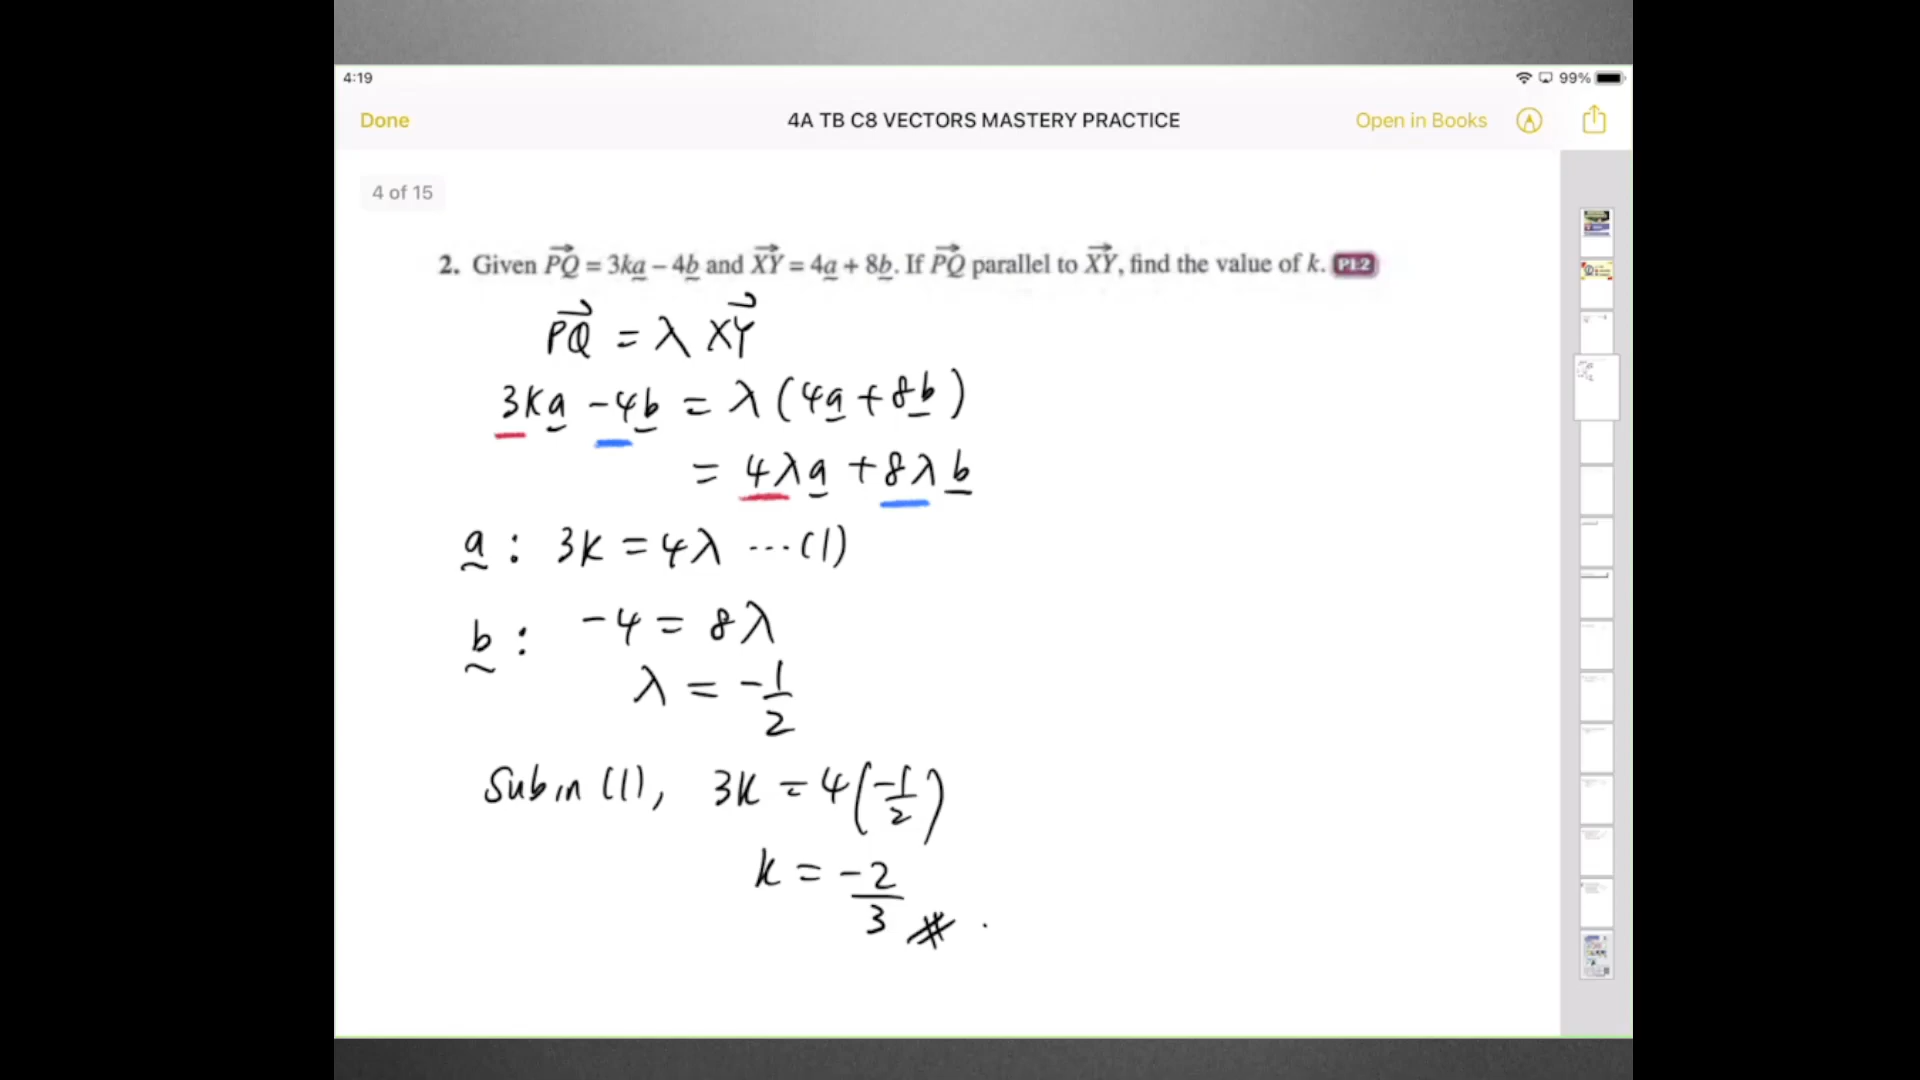 4:19
99%
Done
4A TB C8 VECTORS MASTERY PRACTICE
Open in Books
4 of 15
2. Given PQ⃗ = 3ka − 4b and XY⃗ = 4a + 8b. If PQ⃗ parallel to XY⃗, find the value of k. PL2
PQ⃗ = λ XY⃗
3ka − 4b = λ(4a + 8b)
= 4λa + 8λb
a : 3k = 4λ ...(1)
b : −4 = 8λ
λ = −1/2
Sub in (1), 3k = 4(−1/2)
k = −2/3